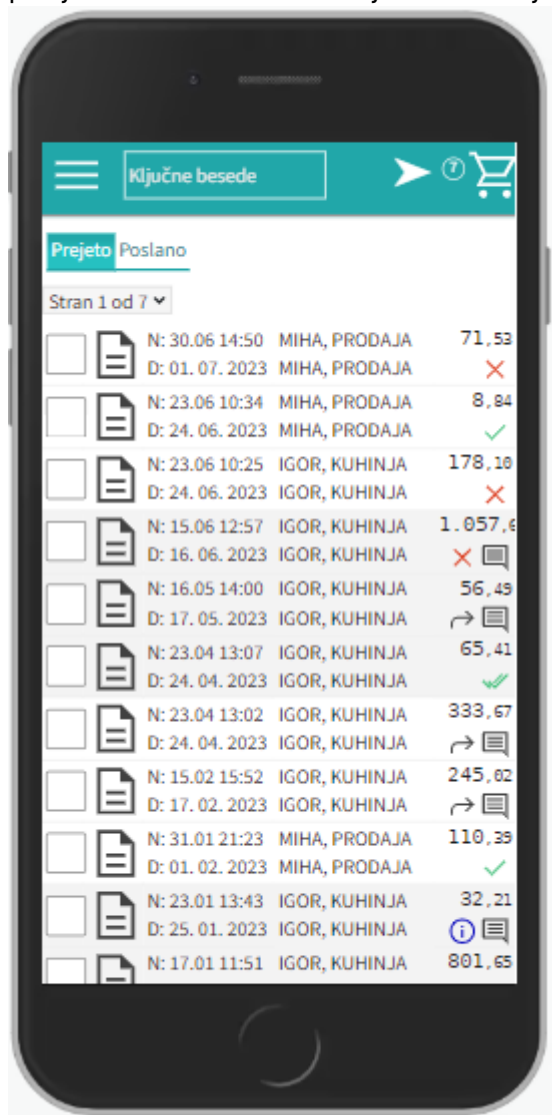 Ključne besede
7
Prejeto Poslano
Stran 1 od 7
N: 30.06 14:50 MIHA, PRODAJA 71,53
D: 01. 07. 2023 MIHA, PRODAJA
N: 23.06 10:34 MIHA, PRODAJA 8,84
D: 24. 06. 2023 MIHA, PRODAJA
N: 23.06 10:25 IGOR, KUHINJA 178,10
D: 24. 06. 2023 IGOR, KUHINJA
N: 15.06 12:57 IGOR, KUHINJA 1.057,
D: 16. 06. 2023 IGOR, KUHINJA
N: 16.05 14:00 IGOR, KUHINJA 56,49
D: 17. 05. 2023 IGOR, KUHINJA
N: 23.04 13:07 IGOR, KUHINJA 65,41
D: 24. 04. 2023 IGOR, KUHINJA
N: 23.04 13:02 IGOR, KUHINJA 333,67
D: 24. 04. 2023 IGOR, KUHINJA
N: 15.02 15:52 IGOR, KUHINJA 245,02
D: 17. 02. 2023 IGOR, KUHINJA
N: 31.01 21:23 MIHA, PRODAJA 110,39
D: 01. 02. 2023 MIHA, PRODAJA
N: 23.01 13:43 IGOR, KUHINJA 32,21
D: 25. 01. 2023 IGOR, KUHINJA
N: 17.01 11:51 IGOR, KUHINJA 801,65